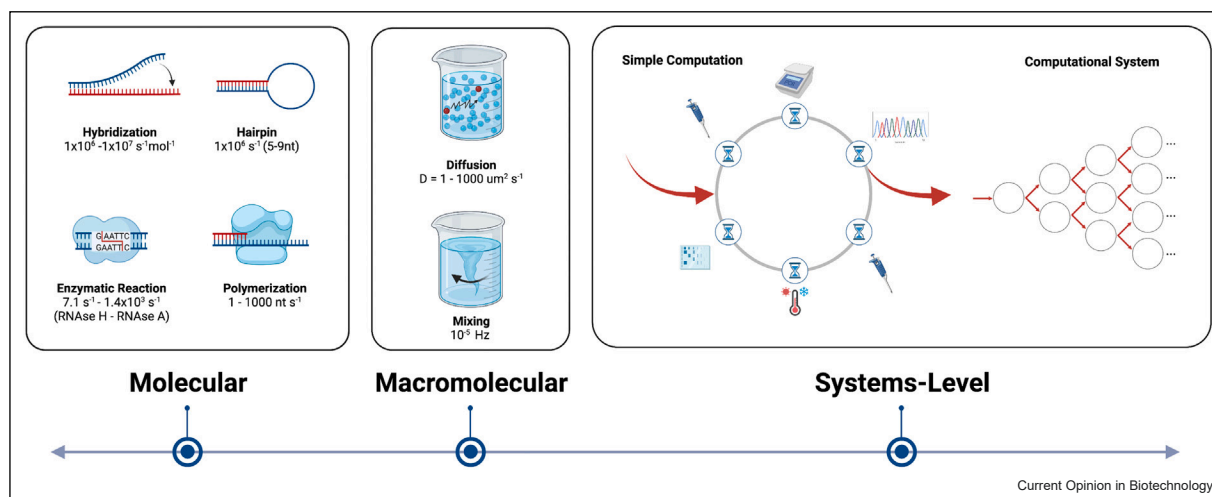 Hybridization
1x10⁶ -1x10⁷ s⁻¹mol⁻¹
Hairpin
1x10⁶ s⁻¹ (5-9nt)
GAATTC
GAATTC
Enzymatic Reaction
7.1 s⁻¹ - 1.4x10³ s⁻¹
(RNAse H - RNAse A)
Polymerization
1 - 1000 nt s⁻¹
Diffusion
D = 1 - 1000 um² s⁻¹
Mixing
10⁻⁵ Hz
Simple Computation
Computational System
...
...
...
...
Molecular
Macromolecular
Systems-Level
Current Opinion in Biotechnology